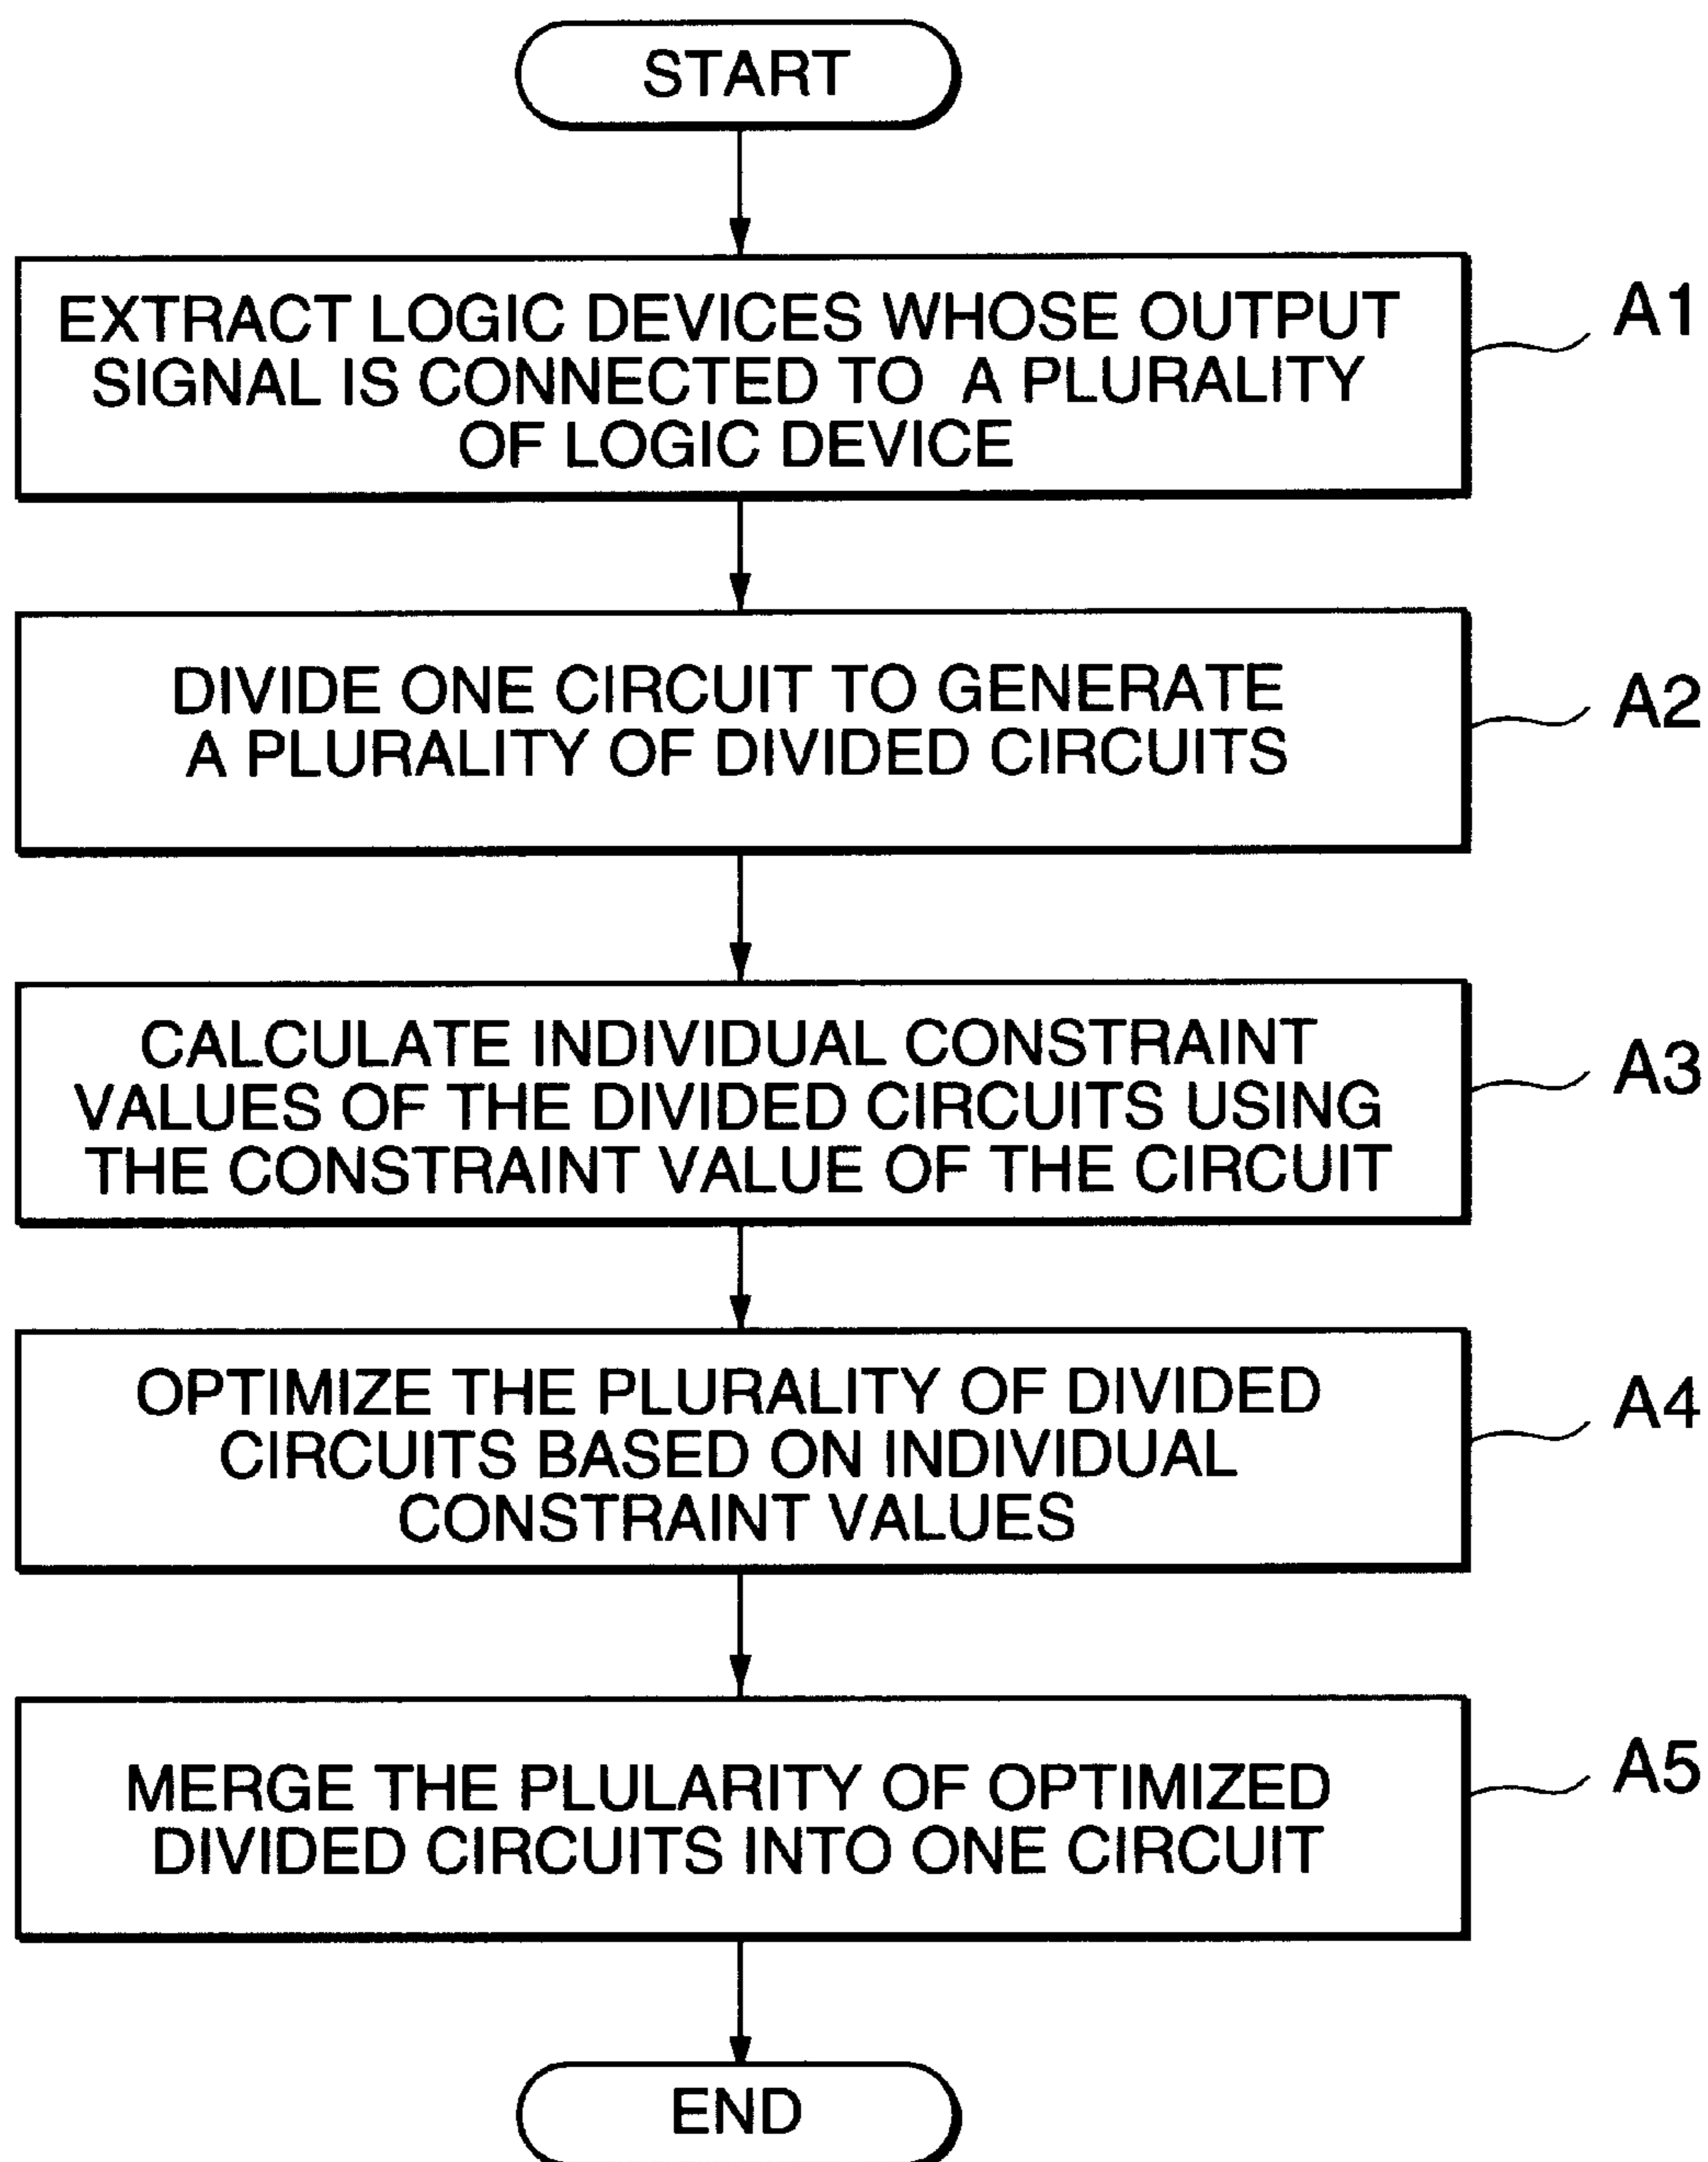 START
EXTRACT LOGIC DEVICES WHOSE OUTPUT
SIGNAL IS CONNECTED TO A PLURALITY
OF LOGIC DEVICE
A1
DIVIDE ONE CIRCUIT TO GENERATE
A PLURALITY OF DIVIDED CIRCUITS
A2
CALCULATE INDIVIDUAL CONSTRAINT
VALUES OF THE DIVIDED CIRCUITS USING
THE CONSTRAINT VALUE OF THE CIRCUIT
A3
OPTIMIZE THE PLURALITY OF DIVIDED
CIRCUITS BASED ON INDIVIDUAL
CONSTRAINT VALUES
A4
MERGE THE PLULARITY OF OPTIMIZED
DIVIDED CIRCUITS INTO ONE CIRCUIT
A5
END